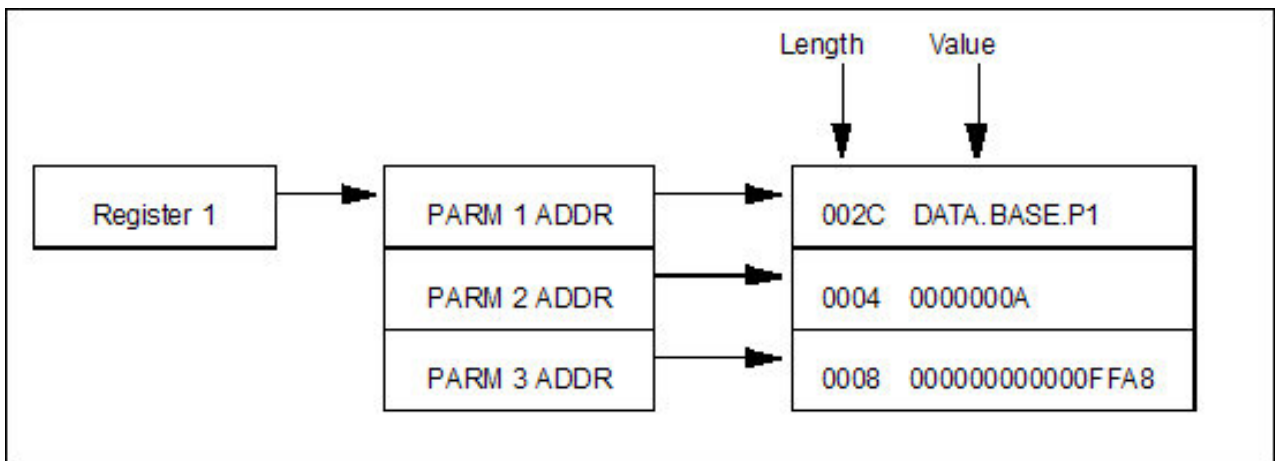 Length Value
Register 1 PARM 1 ADDR 002C DATA.BASE.P1
PARM 2 ADDR 0004 0000000A
PARM 3 ADDR 0008 000000000000FFA8